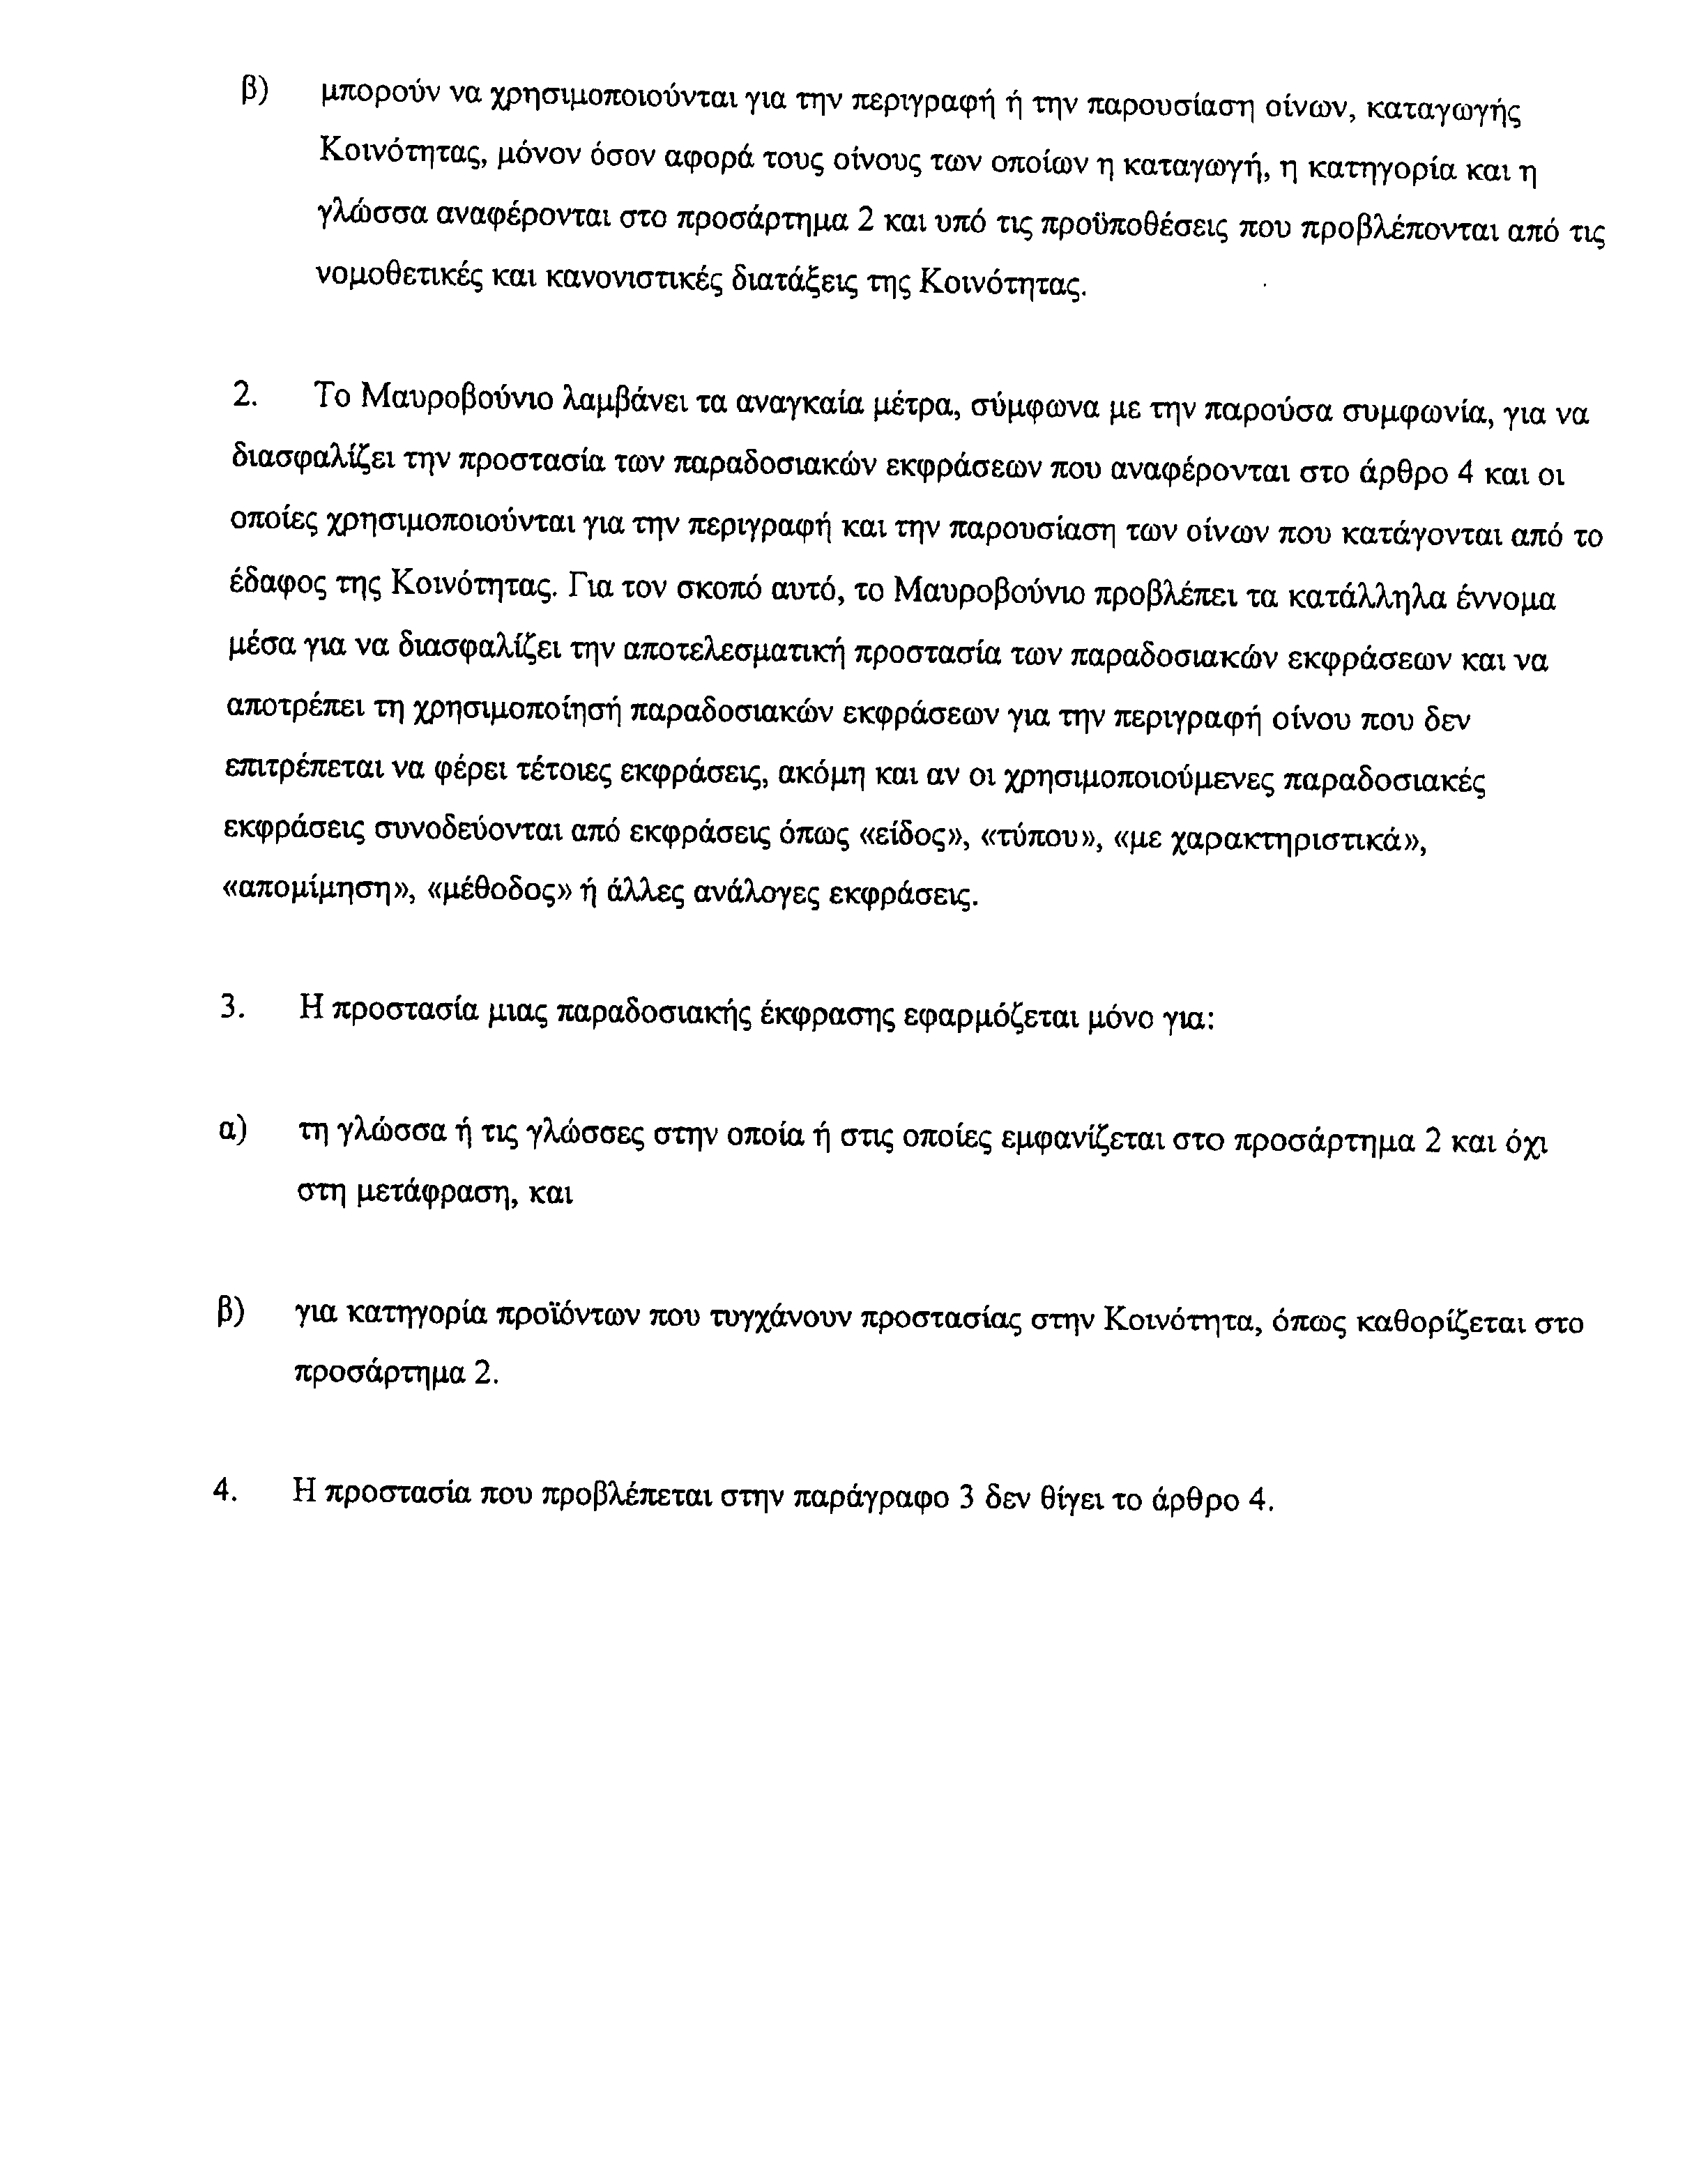 β) μπορούν να χρησιμοποιούνται για την περιγραφή ή την παρουσίαση οίνων, καταγωγής
Κοινότητας, μόνον όσον αφορά τους οίνους των οποίων η καταγωγή, η κατηγορία και η
γλώσσα αναφέρονται στο προσάρτημα 2 και υπό τις προϋποθέσεις που προβλέπονται από τις
νομοθετικές και κανονιστικές διατάξεις της Κοινότητας.
2. Το Μαυροβούνιο λαμβάνει τα αναγκαία μέτρα, σύμφωνα με την παρούσα συμφωνία, για να
διασφαλίζει την προστασία των παραδοσιακών εκφράσεων που αναφέρονται στο άρθρο 4 και οι
οποίες χρησιμοποιούνται για την περιγραφή και την παρουσίαση των οίνων που κατάγονται από το
έδαφος της Κοινότητας. Για τον σκοπό αυτό, το Μαυροβούνιο προβλέπει τα κατάλληλα έννομα
μέσα για να διασφαλίζει την αποτελεσματική προστασία των παραδοσιακών εκφράσεων και να
αποτρέπει τη χρησιμοποίησή παραδοσιακών εκφράσεων για την περιγραφή οίνου που δεν
επιτρέπεται να φέρει τέτοιες εκφράσεις, ακόμη και αν οι χρησιμοποιούμενες παραδοσιακές
εκφράσεις συνοδεύονται από εκφράσεις όπως «είδος», «τύπου», «με χαρακτηριστικά»,
«απομίμηση», «μέθοδος» ή άλλες ανάλογες εκφράσεις.
3. Η προστασία μιας παραδοσιακής έκφρασης εφαρμόζεται μόνο για:
α) τη γλώσσα ή τις γλώσσες στην οποία ή στις οποίες εμφανίζεται στο προσάρτημα 2 και όχι
στη μετάφραση, και
β) για κατηγορία προϊόντων που τυγχάνουν προστασίας στην Κοινότητα, όπως καθορίζεται στο
προσάρτημα 2.
4. Η προστασία που προβλέπεται στην παράγραφο 3 δεν θίγει το άρθρο 4.